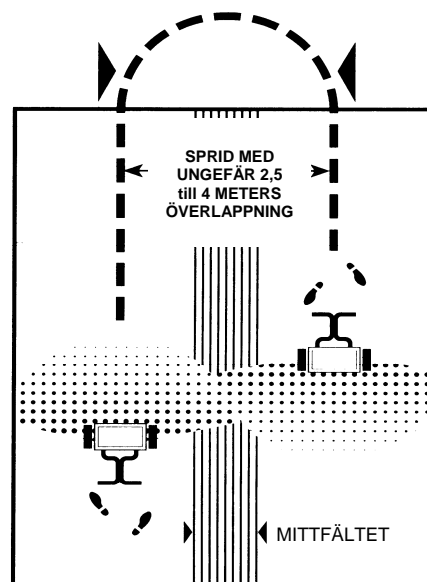 SPRID MED
UNGEFÄR 2,5
till 4 METERS
ÖVERLAPPNING
MITTFÄLTET